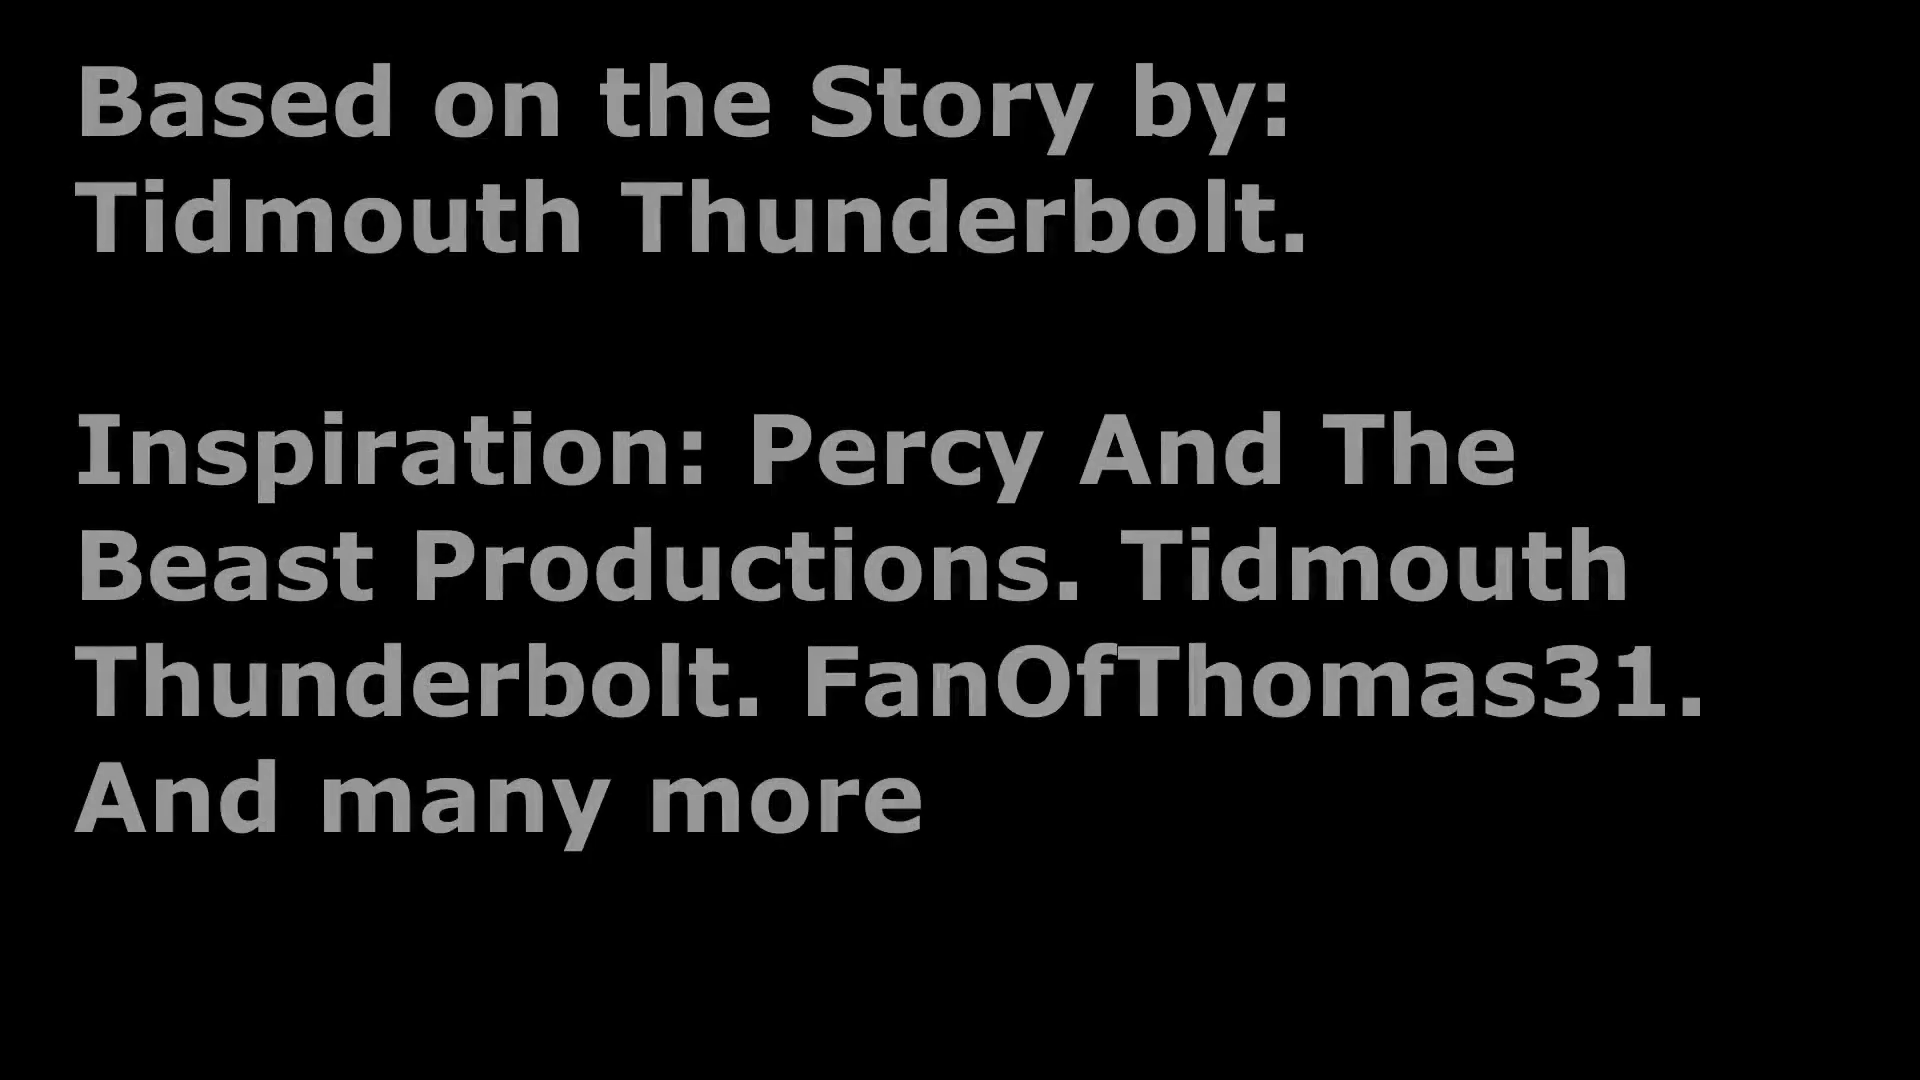 Based on the Story by:
Tidmouth Thunderbolt.
Inspiration: Percy And The
Beast Productions. Tidmouth
Thunderbolt. FanOfThomas31.
And many more